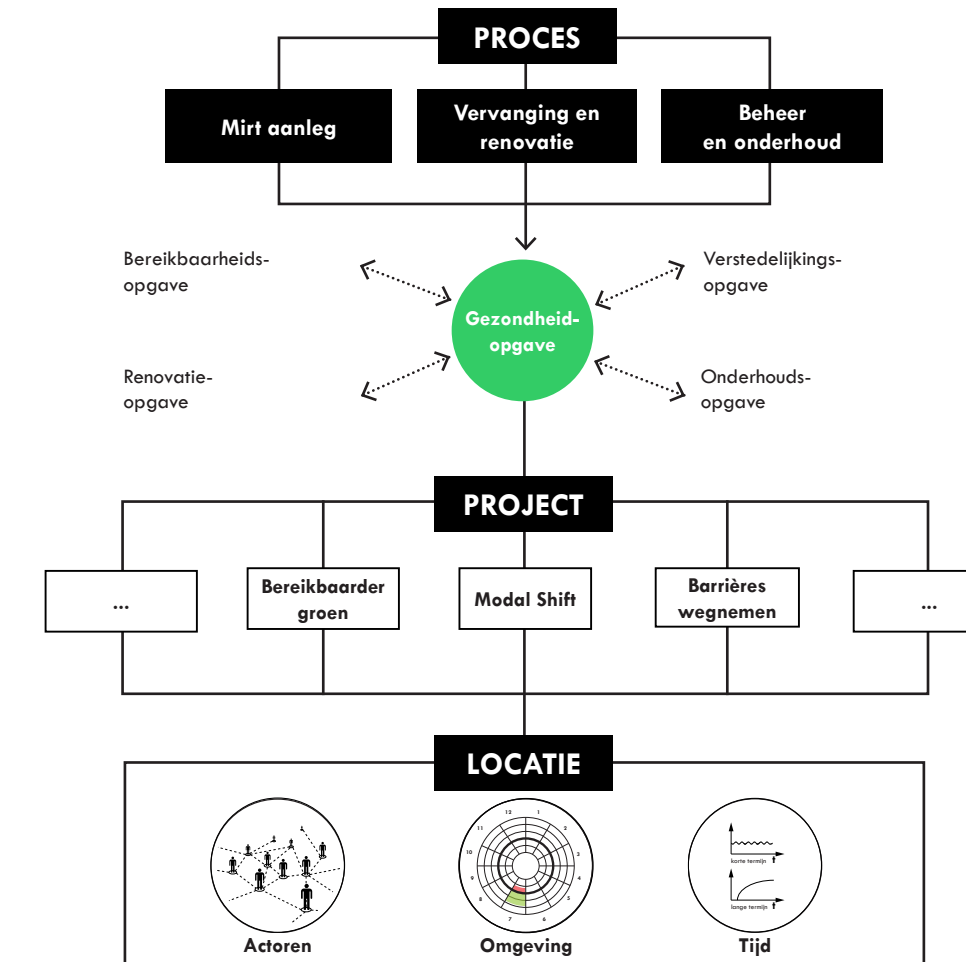 PROCES
Mirt aanleg
Vervanging en
renovatie
Beheer
en onderhoud
Bereikbaarheids-
opgave
Verstedelijkings-
opgave
Gezondheid-
opgave
Renovatie-
opgave
Onderhouds-
opgave
PROJECT
...
Bereikbaarder
groen
Modal Shift
Barrières
wegnemen
...
LOCATIE
12
1
11
2
10
3
9
4
8
5
7
6
korte termijn
lange termijn
t
t
Actoren
Omgeving
Tijd